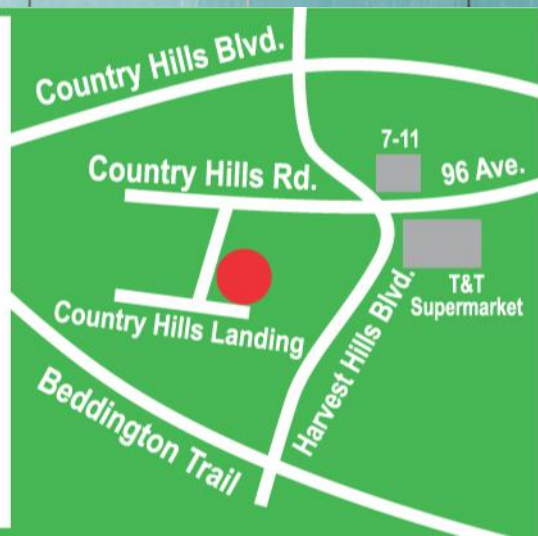 Country Hills Blvd.
7-11
96 Ave.
Country Hills Rd.
T&T
Supermarket
Country Hills Landing
Harvest Hills Blvd.
Beddington Trail